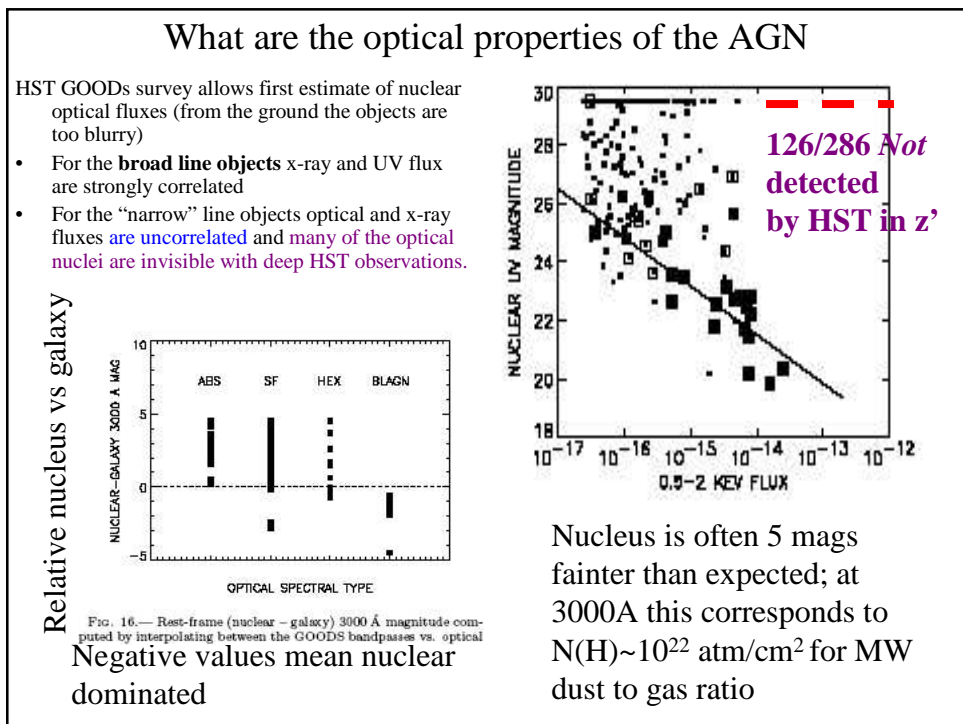 What are the optical properties of the AGN
HST GOODs survey allows first estimate of nuclear
optical fluxes (from the ground the objects are
too blurry)
• For the broad line objects x-ray and UV flux
are strongly correlated
• For the “narrow” line objects optical and x-ray
fluxes are uncorrelated and many of the optical
nuclei are invisible with deep HST observations.
Relative nucleus vs galaxy
NUCLEAR-GALAXY 3000 A MAG
10
5
0
-5
ABS SF HEX BLAGN
OPTICAL SPECTRAL TYPE
FIG. 16.— Rest-frame (nuclear – galaxy) 3000 Å magnitude com-
puted by interpolating between the GOODS bandpasses vs. optical
Negative values mean nuclear
dominated
NUCLEAR UV MAGNITUDE
30
28
26
24
22
20
18
10-17 10-16 10-15 10-14 10-13 10-12
0.5-2 KEV FLUX
126/286 Not
detected
by HST in z’
Nucleus is often 5 mags
fainter than expected; at
3000A this corresponds to
N(H)~10²² atm/cm² for MW
dust to gas ratio